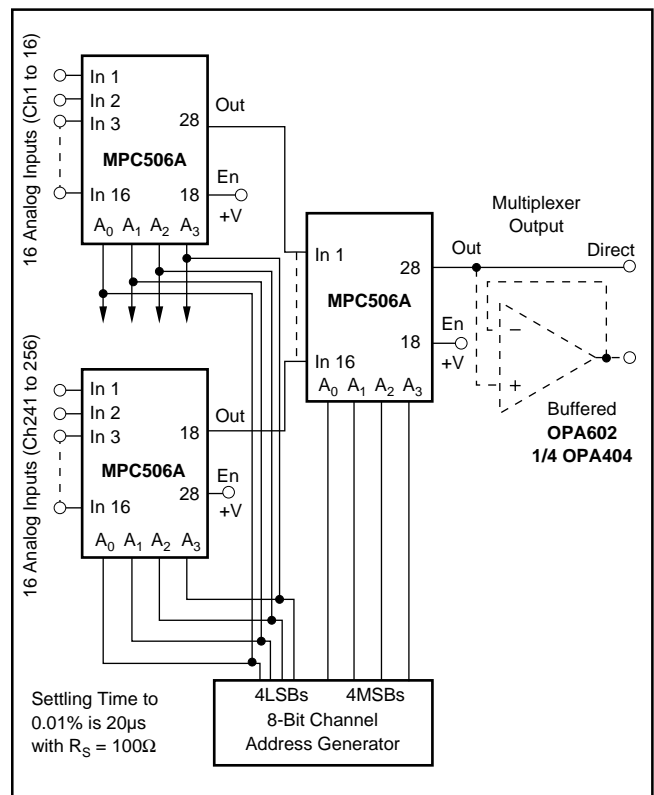 16 Analog Inputs (Ch1 to 16)
In 1
In 2
In 3
In 16
MPC506A
28
18
A0 A1 A2 A3
Out
En
+V
16 Analog Inputs (Ch241 to 256)
In 1
In 2
In 3
In 16
MPC506A
18
28
A0 A1 A2 A3
Out
En
+V
In 1
In 16
MPC506A
28
18
A0 A1 A2 A3
Out
En
+V
Multiplexer
Output
Direct
−
+
Buffered
OPA602
1/4 OPA404
4LSBs 4MSBs
8-Bit Channel
Address Generator
Settling Time to
0.01% is 20µs
with RS = 100Ω